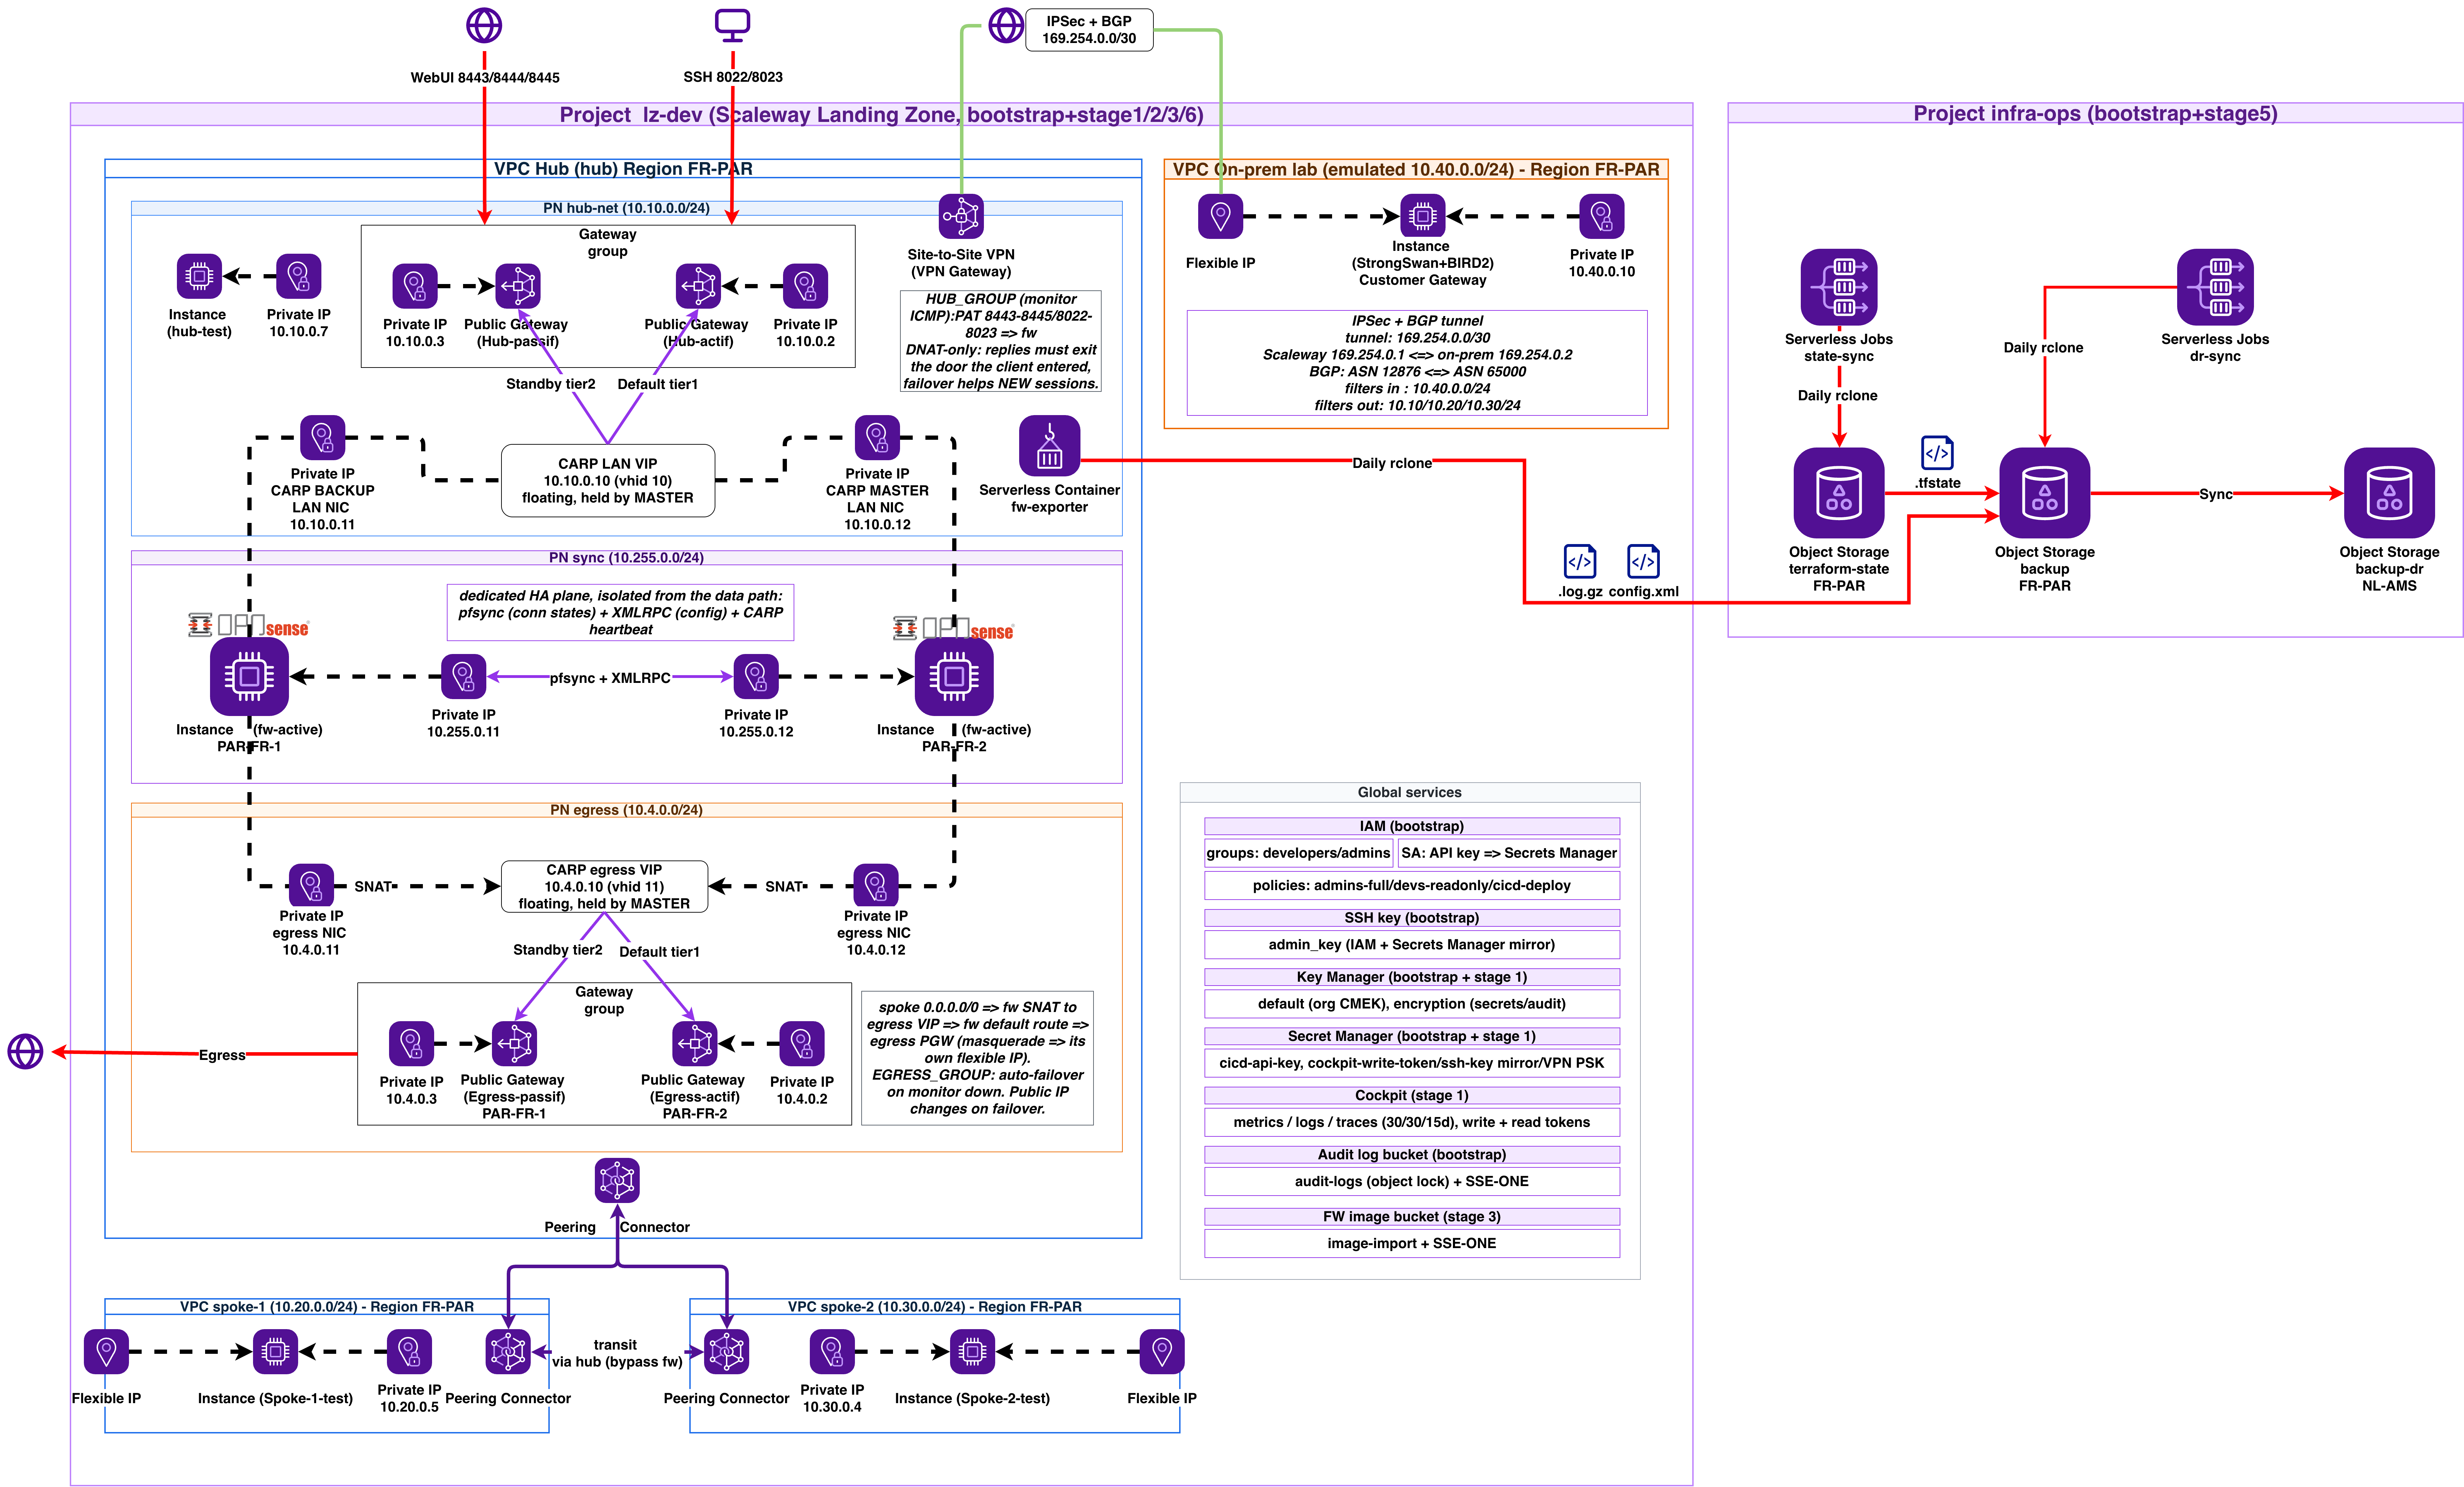 IPSec + BGP
169.254.0.0/30
WebUI 8443/8444/8445
SSH 8022/8023
Project lz-dev (Scaleway Landing Zone, bootstrap+stage1/2/3/6)
Project infra-ops (bootstrap+stage5)
VPC Hub (hub) Region FR-PAR
PN hub-net (10.10.0.0/24)
Gateway
group
Instance
(hub-test)
Private IP
10.10.0.7
Private IP
10.10.0.3
Public Gateway
(Hub-passif)
Public Gateway
(Hub-actif)
Private IP
10.10.0.2
Standby tier2
Default tier1
Site-to-Site VPN
(VPN Gateway)
HUB_GROUP (monitor
ICMP):PAT 8443-8445/8022-
8023 => fw
DNAT-only: replies must exit
the door the client entered,
failover helps NEW sessions.
Private IP
CARP BACKUP
LAN NIC
10.10.0.11
CARP LAN VIP
10.10.0.10 (vhid 10)
floating, held by MASTER
Private IP
CARP MASTER
LAN NIC
10.10.0.12
Serverless Container
fw-exporter
VPC On-prem lab (emulated 10.40.0.0/24) - Region FR-PAR
Flexible IP
Instance
(StrongSwan+BIRD2)
Customer Gateway
Private IP
10.40.0.10
IPSec + BGP tunnel
tunnel: 169.254.0.0/30
Scaleway 169.254.0.1 <=> on-prem 169.254.0.2
BGP: ASN 12876 <=> ASN 65000
filters in : 10.40.0.0/24
filters out: 10.10/10.20/10.30/24
Daily rclone
.log.gz
config.xml
Serverless Jobs
state-sync
Daily rclone
Serverless Jobs
dr-sync
Daily rclone
.tfstate
Sync
Object Storage
terraform-state
FR-PAR
Object Storage
backup
FR-PAR
Object Storage
backup-dr
NL-AMS
PN sync (10.255.0.0/24)
dedicated HA plane, isolated from the data path:
pfsync (conn states) + XMLRPC (config) + CARP
heartbeat
OPNsense
OPNsense
Instance (fw-active)
PAR-FR-1
Private IP
10.255.0.11
pfsync + XMLRPC
Private IP
10.255.0.12
Instance (fw-active)
PAR-FR-2
PN egress (10.4.0.0/24)
Private IP
egress NIC
10.4.0.11
SNAT
CARP egress VIP
10.4.0.10 (vhid 11)
floating, held by MASTER
SNAT
Private IP
egress NIC
10.4.0.12
Standby tier2
Default tier1
Gateway
group
Private IP
10.4.0.3
Public Gateway
(Egress-passif)
PAR-FR-1
Public Gateway
(Egress-actif)
PAR-FR-2
Private IP
10.4.0.2
spoke 0.0.0.0/0 => fw SNAT to
egress VIP => fw default route =>
egress PGW (masquerade => its
own flexible IP).
EGRESS_GROUP: auto-failover
on monitor down. Public IP
changes on failover.
Egress
Peering Connector
Global services
IAM (bootstrap)
groups: developers/admins
SA: API key => Secrets Manager
policies: admins-full/devs-readonly/cicd-deploy
SSH key (bootstrap)
admin_key (IAM + Secrets Manager mirror)
Key Manager (bootstrap + stage 1)
default (org CMEK), encryption (secrets/audit)
Secret Manager (bootstrap + stage 1)
cicd-api-key, cockpit-write-token/ssh-key mirror/VPN PSK
Cockpit (stage 1)
metrics / logs / traces (30/30/15d), write + read tokens
Audit log bucket (bootstrap)
audit-logs (object lock) + SSE-ONE
FW image bucket (stage 3)
image-import + SSE-ONE
VPC spoke-1 (10.20.0.0/24) - Region FR-PAR
Flexible IP
Instance (Spoke-1-test)
Private IP
10.20.0.5
Peering Connector
transit
via hub (bypass fw)
VPC spoke-2 (10.30.0.0/24) - Region FR-PAR
Peering Connector
Private IP
10.30.0.4
Instance (Spoke-2-test)
Flexible IP